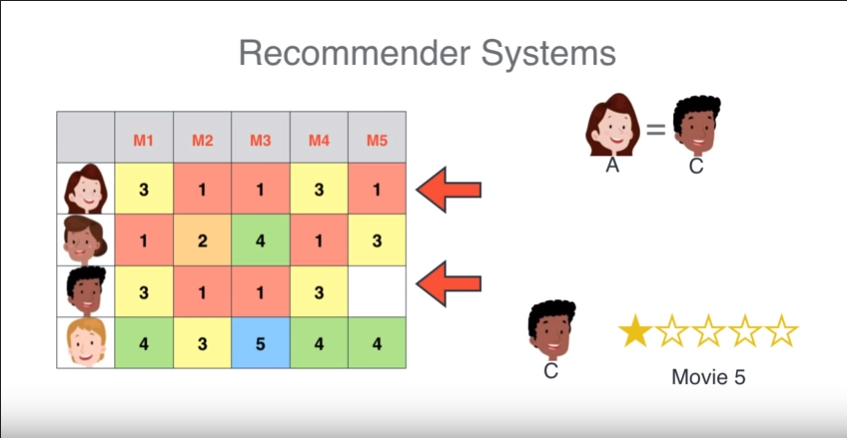 Recommender Systems
M1 M2 M3 M4 M5
3 1 1 3 1
1 2 4 1 3
3 1 1 3
4 3 5 4 4
=
A C
C
Movie 5